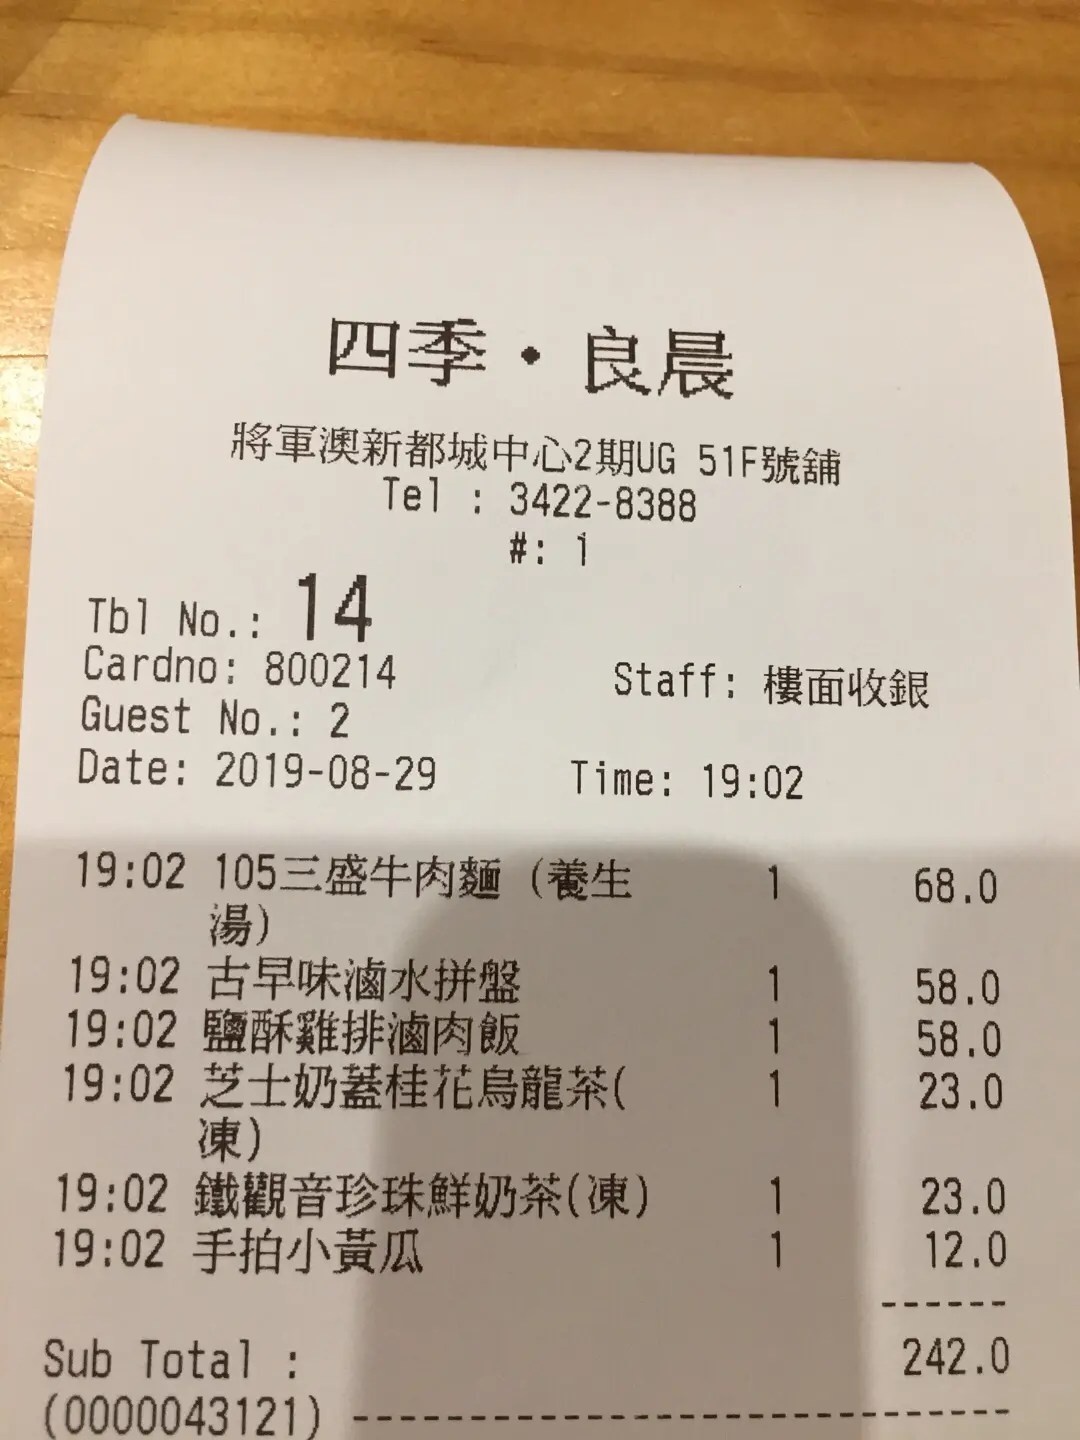 四季・良晨
將軍澳新都城中心2期UG 51F號舖
Tel : 3422-8388
#: 1
Tbl No.: 14
Cardno: 800214 Staff: 樓面收銀
Guest No.: 2
Date: 2019-08-29 Time: 19:02
19:02 105三盛牛肉麵 (養生 1 68.0
湯)
19:02 古早味滷水拼盤 1 58.0
19:02 鹽酥雞排滷肉飯 1 58.0
19:02 芝士奶蓋桂花烏龍茶( 1 23.0
凍)
19:02 鐵觀音珍珠鮮奶茶(凍) 1 23.0
19:02 手拍小黃瓜 1 12.0
------
Sub Total : 242.0
(0000043121) -------------------------------